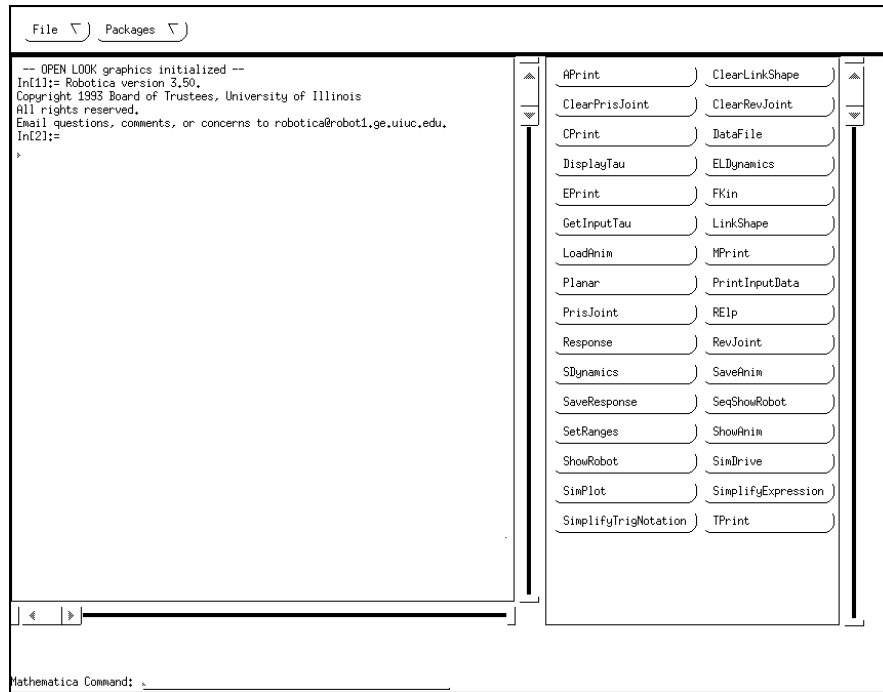 File Packages
-- OPEN LOOK graphics initialized --
In[1]:= Robotica version 3.50.
Copyright 1993 Board of Trustees, University of Illinois
All rights reserved.
Email questions, comments, or concerns to robotica@robot1.ge.uiuc.edu.
In[2]:=
APrint ClearLinkShape
ClearPrisJoint ClearRevJoint
CPrint DataFile
DisplayTau ELDynamics
EPrint FKin
GetInputTau LinkShape
LoadAnim MPrint
Planar PrintInputData
PrisJoint RElp
Response RevJoint
SDynamics SaveAnim
SaveResponse SeqShowRobot
SetRanges ShowAnim
ShowRobot SimDrive
SimPlot SimplifyExpression
SimplifyTrigNotation TPrint
Mathematica Command: